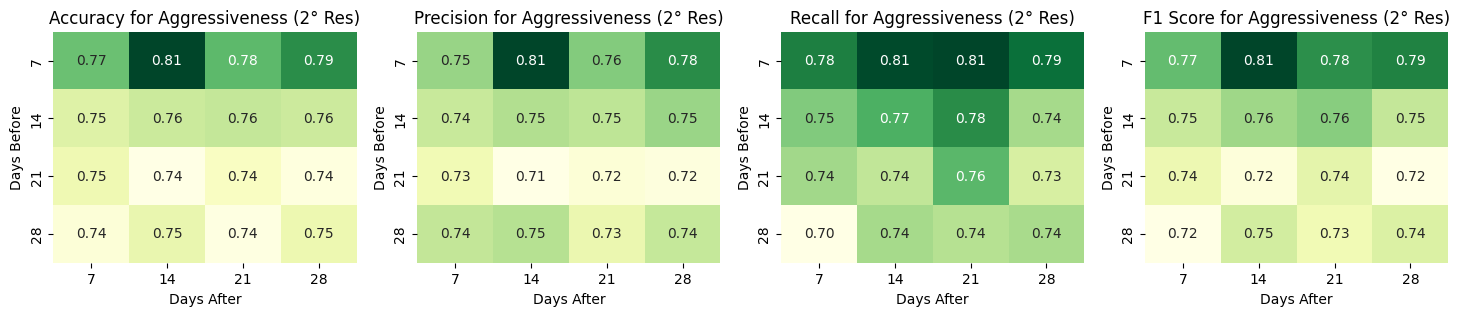 Accuracy for Aggressiveness (2° Res)
Days Before
7
0.77 0.81 0.78 0.79
14
0.75 0.76 0.76 0.76
21
0.75 0.74 0.74 0.74
28
0.74 0.75 0.74 0.75
7 14 21 28
Days After
Precision for Aggressiveness (2° Res)
Days Before
7
0.75 0.81 0.76 0.78
14
0.74 0.75 0.75 0.75
21
0.73 0.71 0.72 0.72
28
0.74 0.75 0.73 0.74
7 14 21 28
Days After
Recall for Aggressiveness (2° Res)
Days Before
7
0.78 0.81 0.81 0.79
14
0.75 0.77 0.78 0.74
21
0.74 0.74 0.76 0.73
28
0.70 0.74 0.74 0.74
7 14 21 28
Days After
F1 Score for Aggressiveness (2° Res)
Days Before
7
0.77 0.81 0.78 0.79
14
0.75 0.76 0.76 0.75
21
0.74 0.72 0.74 0.72
28
0.72 0.75 0.73 0.74
7 14 21 28
Days After